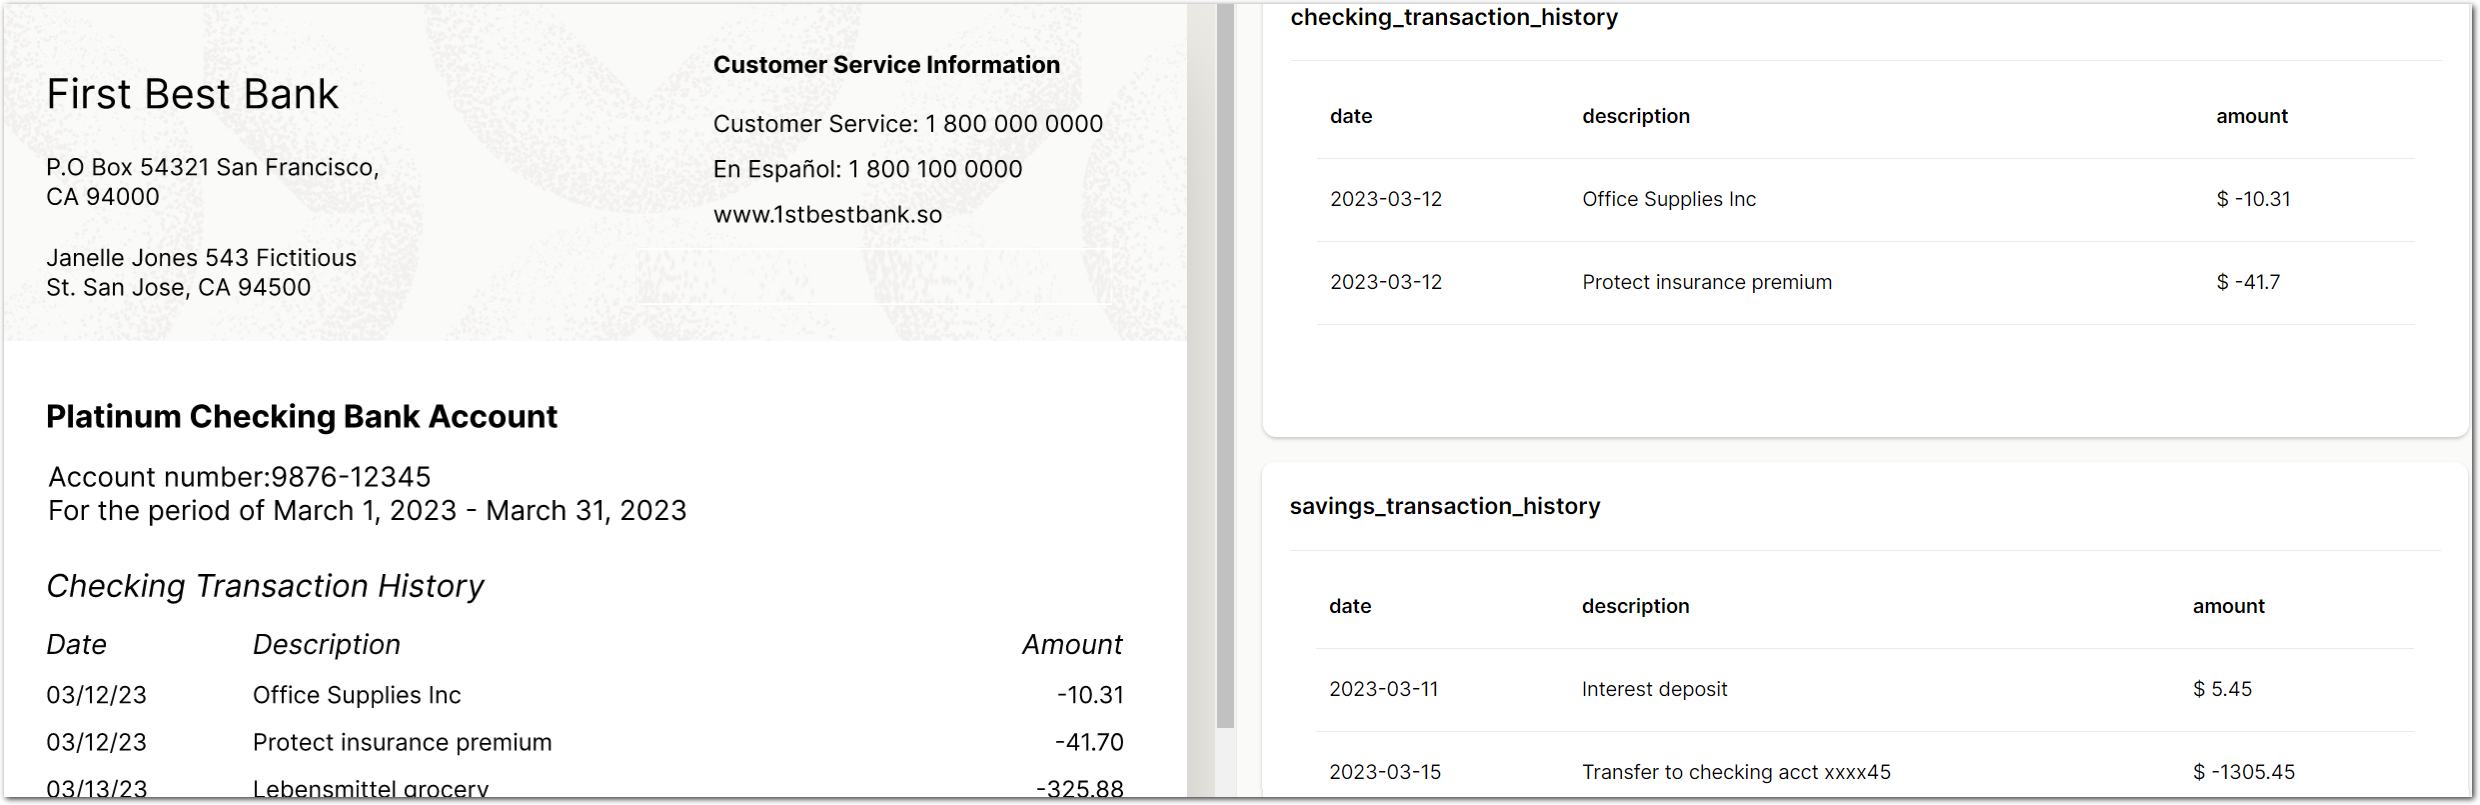 First Best Bank
P.O Box 54321 San Francisco,
CA 94000
Janelle Jones 543 Fictitious
St. San Jose, CA 94500
Customer Service Information
Customer Service: 1 800 000 0000
En Español: 1 800 100 0000
www.1stbestbank.so
Platinum Checking Bank Account
Account number:9876-12345
For the period of March 1, 2023 - March 31, 2023
Checking Transaction History
Date Description Amount
03/12/23 Office Supplies Inc -10.31
03/12/23 Protect insurance premium -41.70
03/13/23 Lebensmittel grocery -325.88
checking_transaction_history
date description amount
2023-03-12 Office Supplies Inc $ -10.31
2023-03-12 Protect insurance premium $ -41.7
savings_transaction_history
date description amount
2023-03-11 Interest deposit $ 5.45
2023-03-15 Transfer to checking acct xxxx45 $ -1305.45